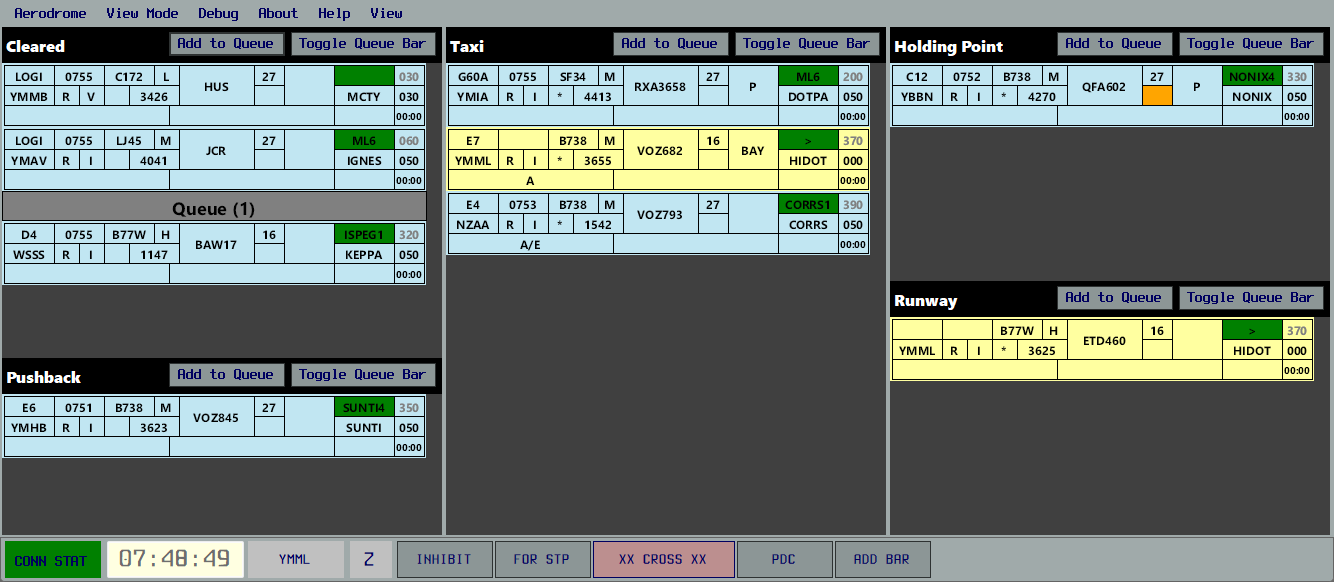 Aerodrome View Mode Debug About Help View
Cleared Add to Queue Toggle Queue Bar
LOGI 0755 C172 L HUS 27 030
YMMB R V 3426 MCTY 030
00:00
LOGI 0755 LJ45 M JCR 27 ML6 060
YMAV R I 4041 IGNES 050
00:00
Queue (1)
D4 0755 B77W H BAW17 16 ISPEG1 320
WSSS R I 1147 KEPPA 050
00:00
Pushback Add to Queue Toggle Queue Bar
E6 0751 B738 M VOZ845 27 SUNTI4 350
YMHB R I 3623 SUNTI 050
00:00
Taxi Add to Queue Toggle Queue Bar
G60A 0755 SF34 M RXA3658 27 P ML6 200
YMIA R I * 4413 DOTPA 050
00:00
E7 B738 M VOZ682 16 BAY > 370
YMML R I * 3655 HIDOT 000
A 00:00
E4 0753 B738 M VOZ793 27 CORRS1 390
NZAA R I * 1542 CORRS 050
A/E 00:00
Holding Point Add to Queue Toggle Queue Bar
C12 0752 B738 M QFA602 27 P NONIX4 330
YBBN R I * 4270 NONIX 050
00:00
Runway Add to Queue Toggle Queue Bar
B77W H ETD460 16 > 370
YMML R I * 3625 HIDOT 000
00:00
CONN STAT 07:48:49 YMML Z INHIBIT FOR STP XX CROSS XX PDC ADD BAR